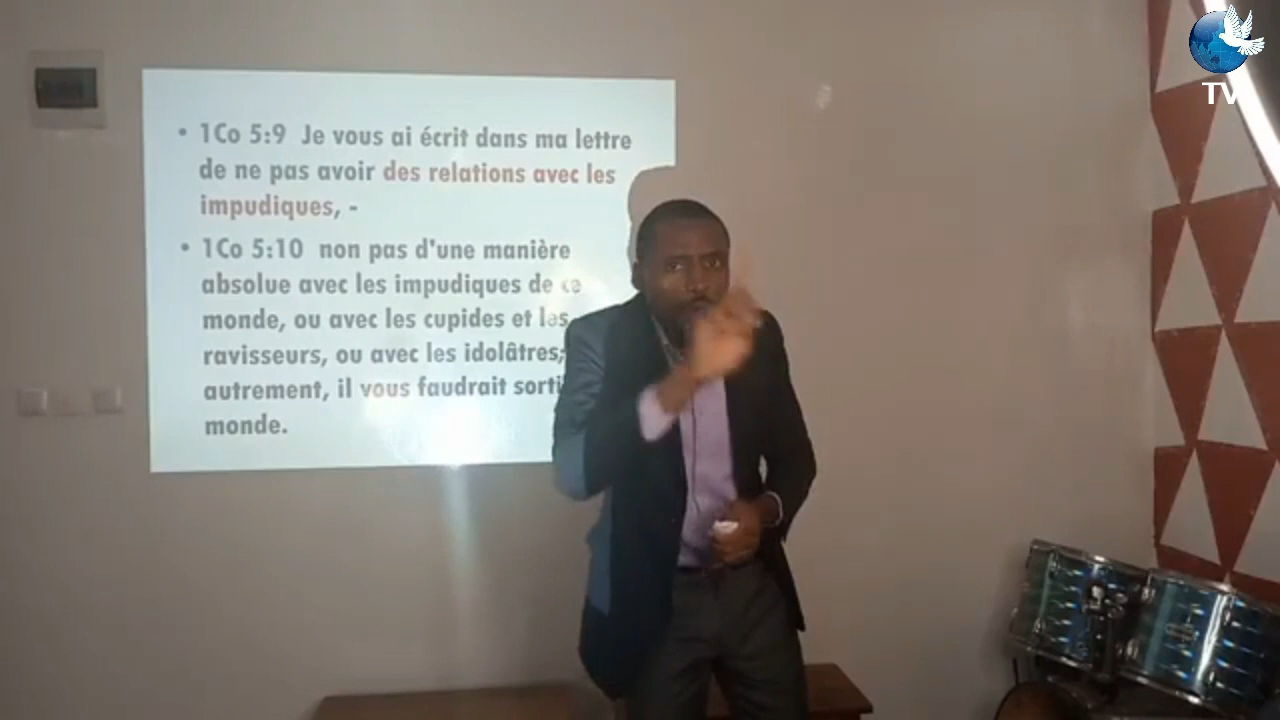 • 1Co 5:9 Je vous ai écrit dans ma lettre
de ne pas avoir des relations avec les
impudiques, -
• 1Co 5:10 non pas d'une manière
absolue avec les impudiques de ce
monde, ou avec les cupides et les
ravisseurs, ou avec les idolâtres;
autrement, il vous faudrait sorti
monde.
TV